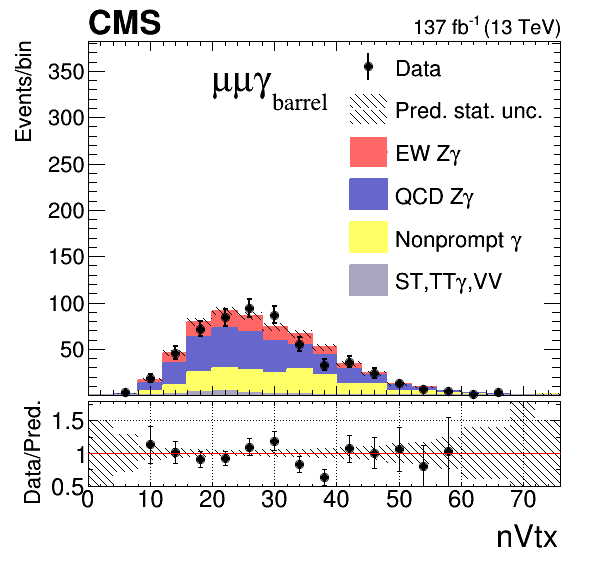 CMS
137 fb⁻¹ (13 TeV)
Events/bin
μμγ barrel
Data
Pred. stat. unc.
EW Zγ
QCD Zγ
Nonprompt γ
ST,TTγ,VV
350
300
250
200
150
100
50
Data/Pred.
1.5
1
0.5
0 10 20 30 40 50 60 70
nVtx